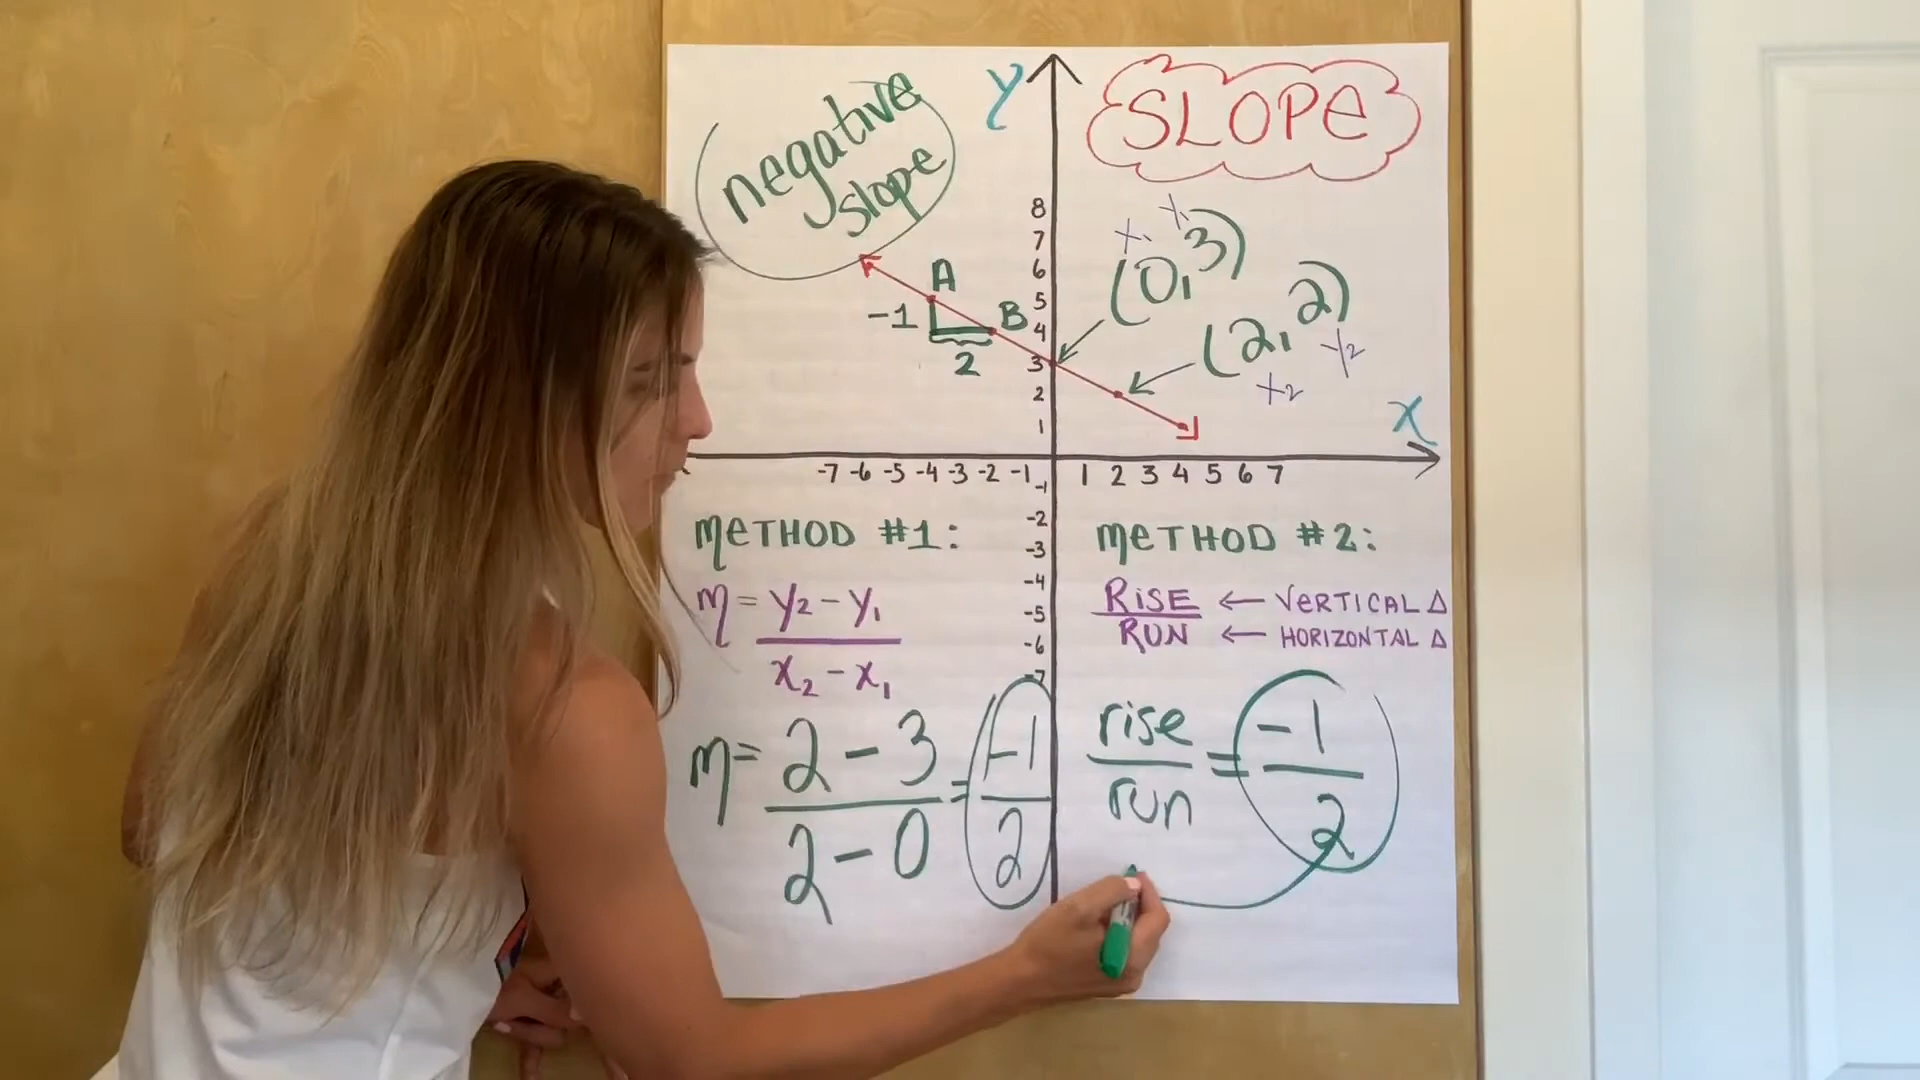 negative
slope
y
SLOPE
8
7
6
5
4
3
2
1
A
B
-1
2
x₁ y₁
(0,3)
(2,2)
x2 y2
x
-7 -6 -5 -4 -3 -2 -1 1 2 3 4 5 6 7
-1
-2
-3
-4
-5
-6
-7
METHOD #1:
m = y₂ - y₁
x₂ - x₁
m = 2 - 3 = -1
2 - 0 2
METHOD #2:
RISE ← VERTICAL Δ
RUN ← HORIZONTAL Δ
rise = -1
run 2